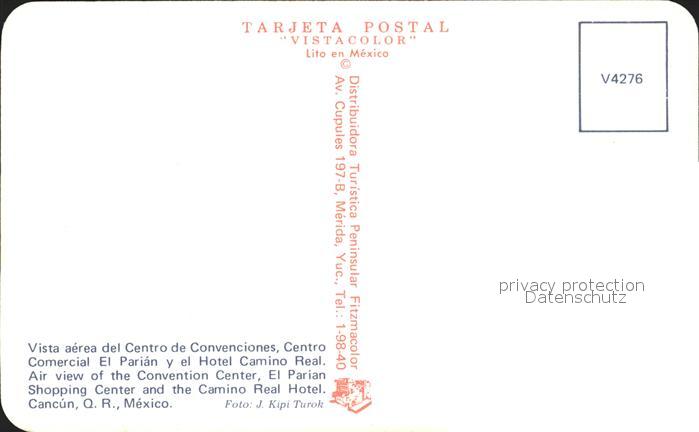 TARJETA POSTAL
"VISTACOLOR"
Lito en México
©
V4276
Distribuidora Turística Peninsular Fitzmacolor
Av. Cupules 197-B, Mérida, Yuc., Tel.: 1-98-40
privacy protection
Datenschutz
Vista aérea del Centro de Convenciones, Centro
Comercial El Parián y el Hotel Camino Real.
Air view of the Convention Center, El Parian
Shopping Center and the Camino Real Hotel.
Cancún, Q. R., México. Foto: J. Kipi Turok